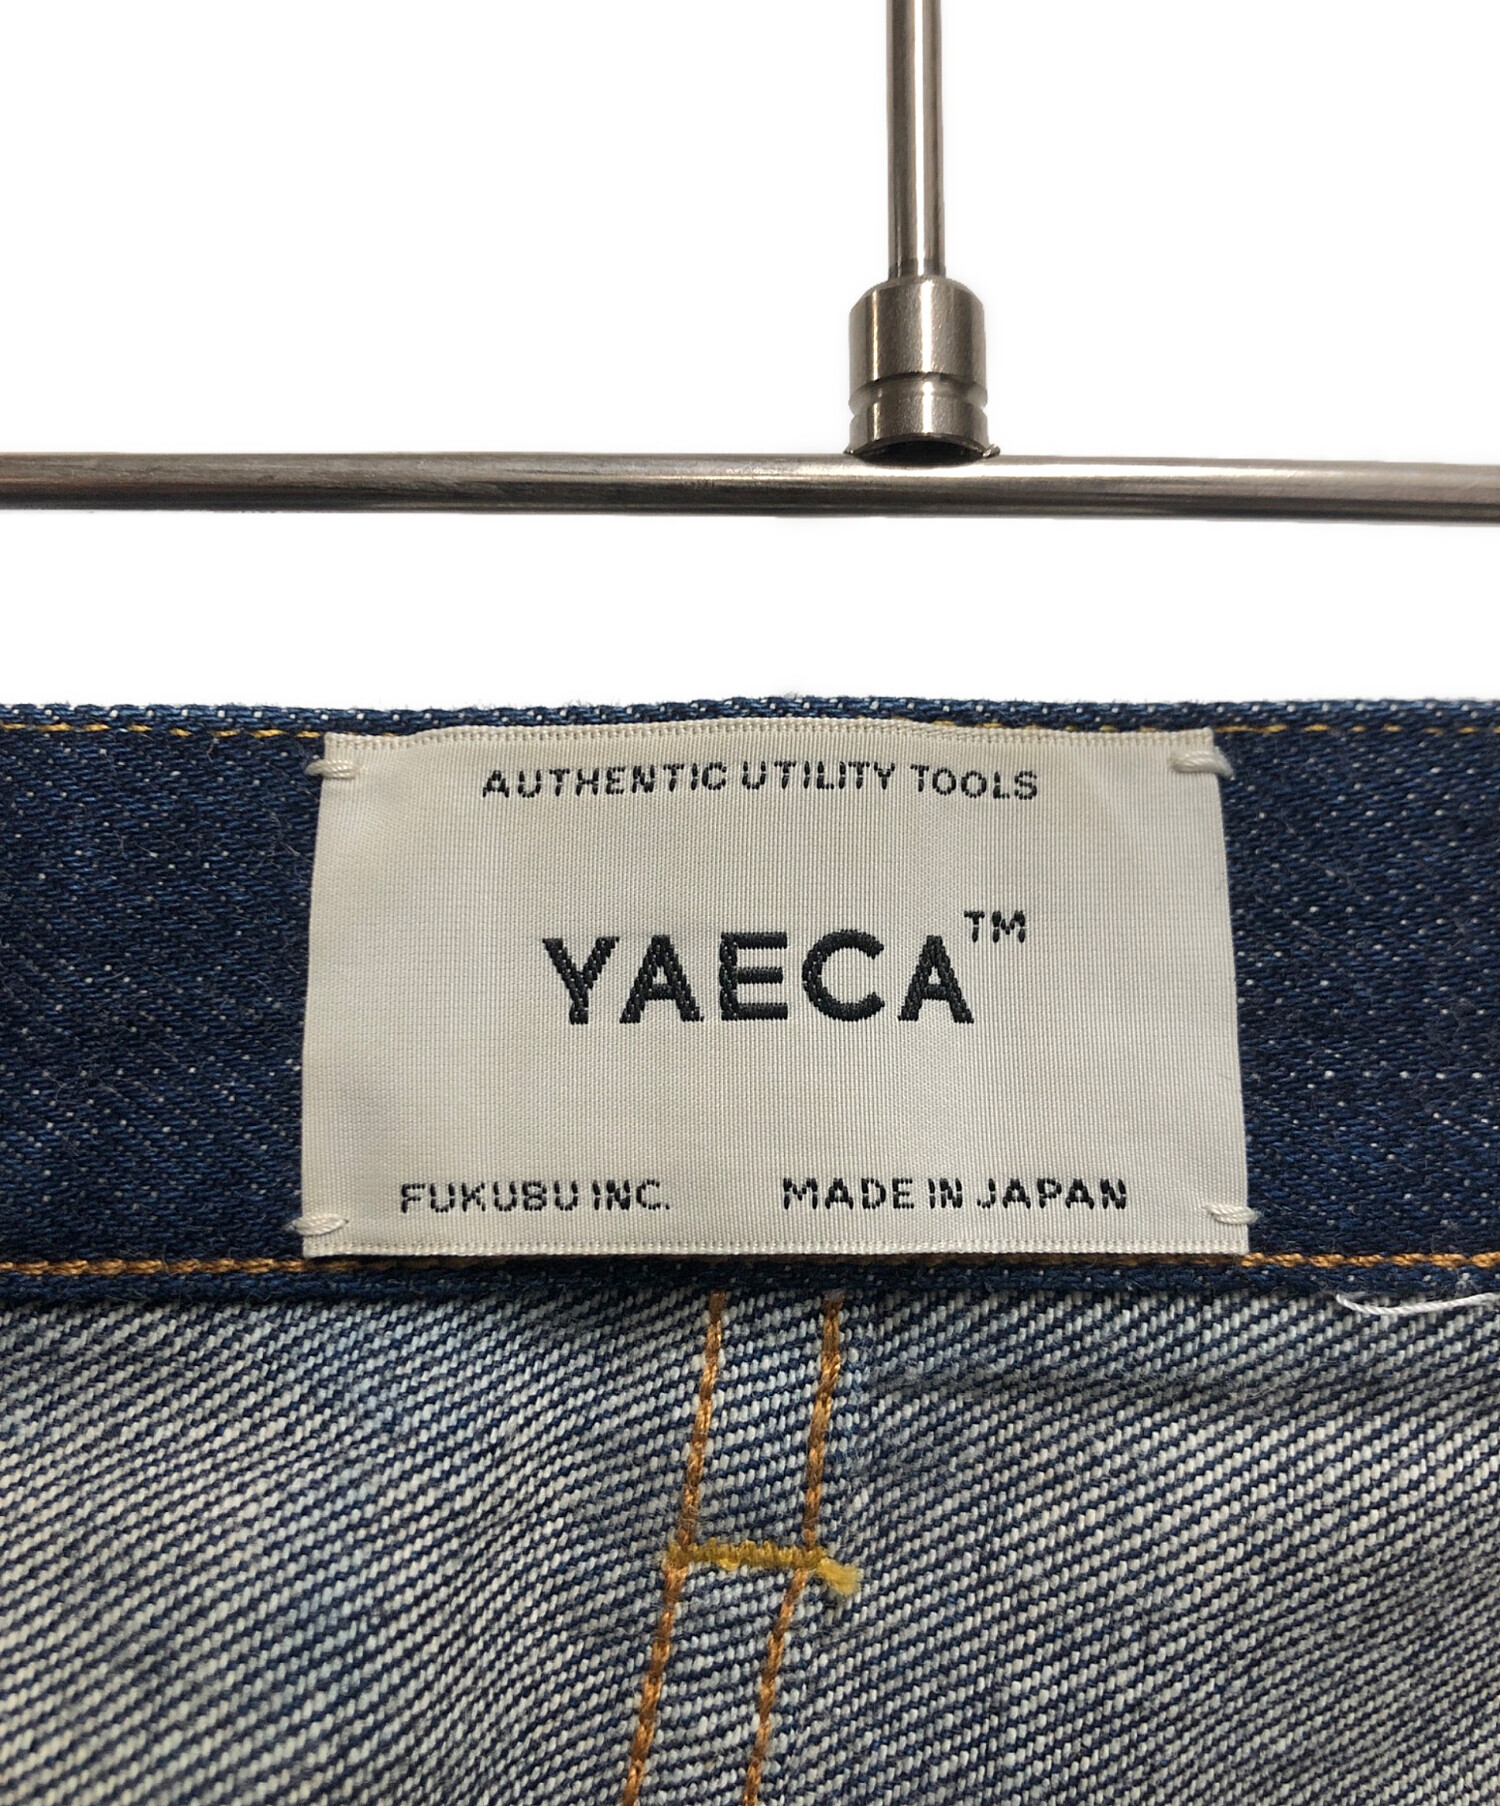 AUTHENTIC UTILITY TOOLS
YAECA™
FUKUBU INC. MADE IN JAPAN